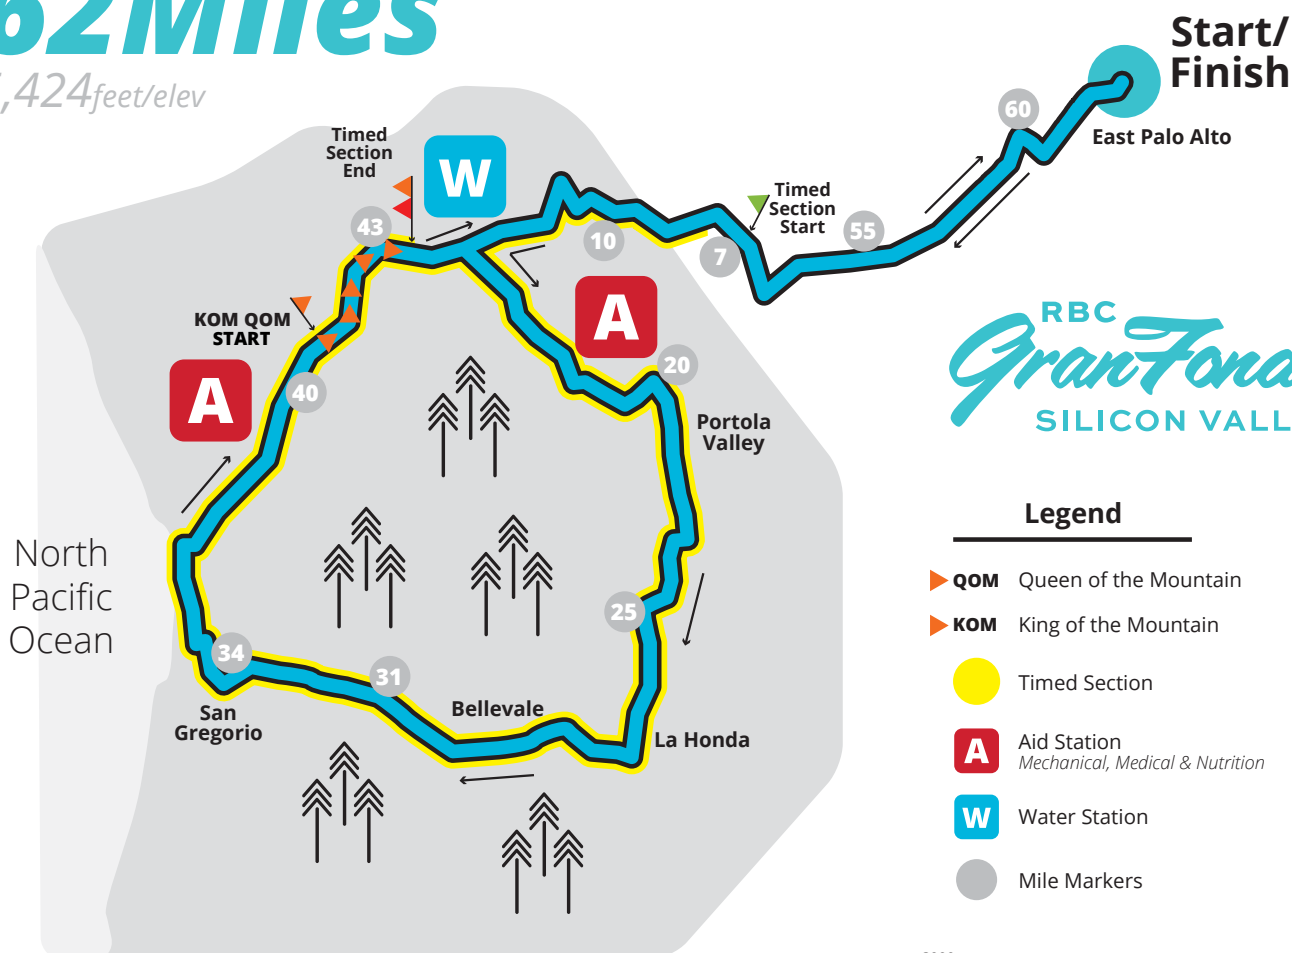 62Miles
,424feet/elev
Start/
Finish
60
East Palo Alto
Timed
Section
End
W
Timed
Section
Start
43
10
7
55
KOM QOM
START
A
A
40
20
Portola
Valley
RBC
GranFond
SILICON VALL
North
Pacific
Ocean
Legend
QOM Queen of the Mountain
KOM King of the Mountain
Timed Section
A Aid Station
Mechanical, Medical & Nutrition
W Water Station
Mile Markers
25
34
31
San
Gregorio
Bellevale
La Honda